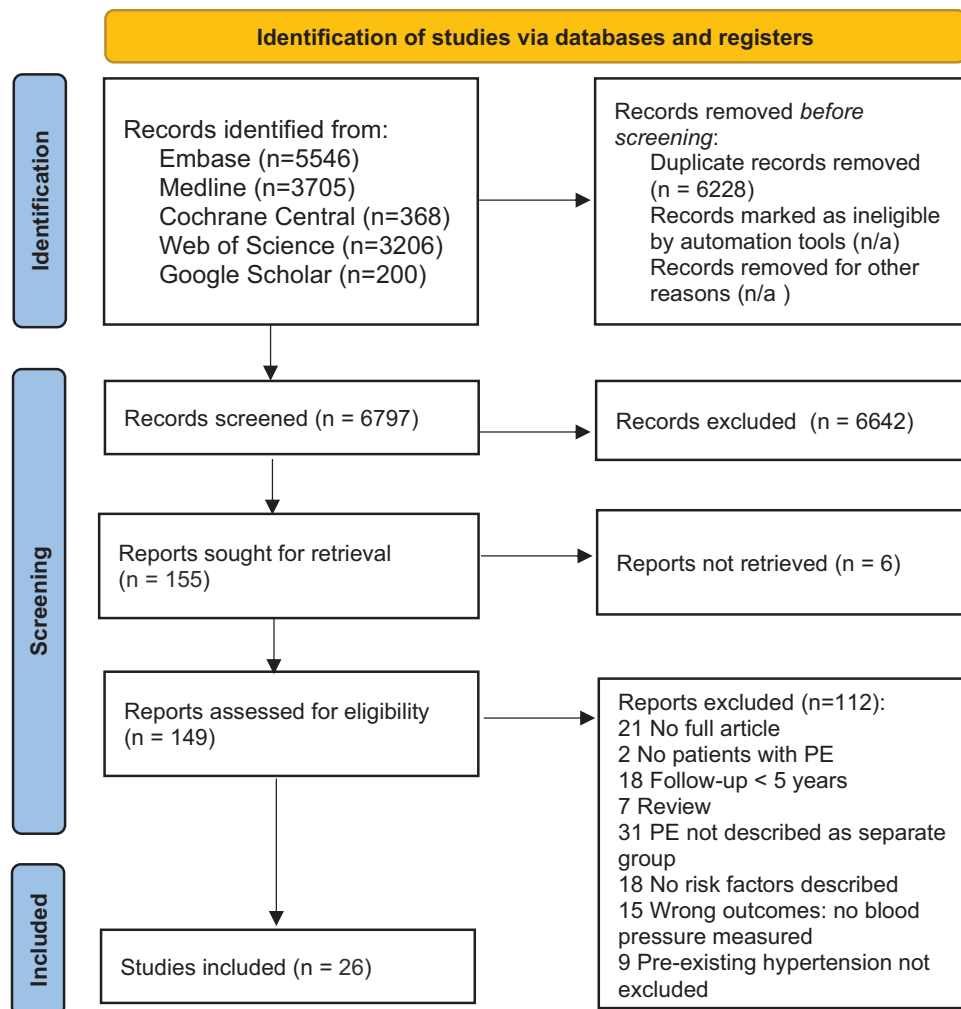 Identification of studies via databases and registers
Identification
Records identified from:
Embase (n=5546)
Medline (n=3705)
Cochrane Central (n=368)
Web of Science (n=3206)
Google Scholar (n=200)
Records removed before
screening:
Duplicate records removed
(n = 6228)
Records marked as ineligible
by automation tools (n/a)
Records removed for other
reasons (n/a )
Screening
Records screened (n = 6797)
Records excluded (n = 6642)
Reports sought for retrieval
(n = 155)
Reports not retrieved (n = 6)
Reports assessed for eligibility
(n = 149)
Reports excluded (n=112):
21 No full article
2 No patients with PE
18 Follow-up < 5 years
7 Review
31 PE not described as separate
group
18 No risk factors described
15 Wrong outcomes: no blood
pressure measured
9 Pre-existing hypertension not
excluded
Included
Studies included (n = 26)